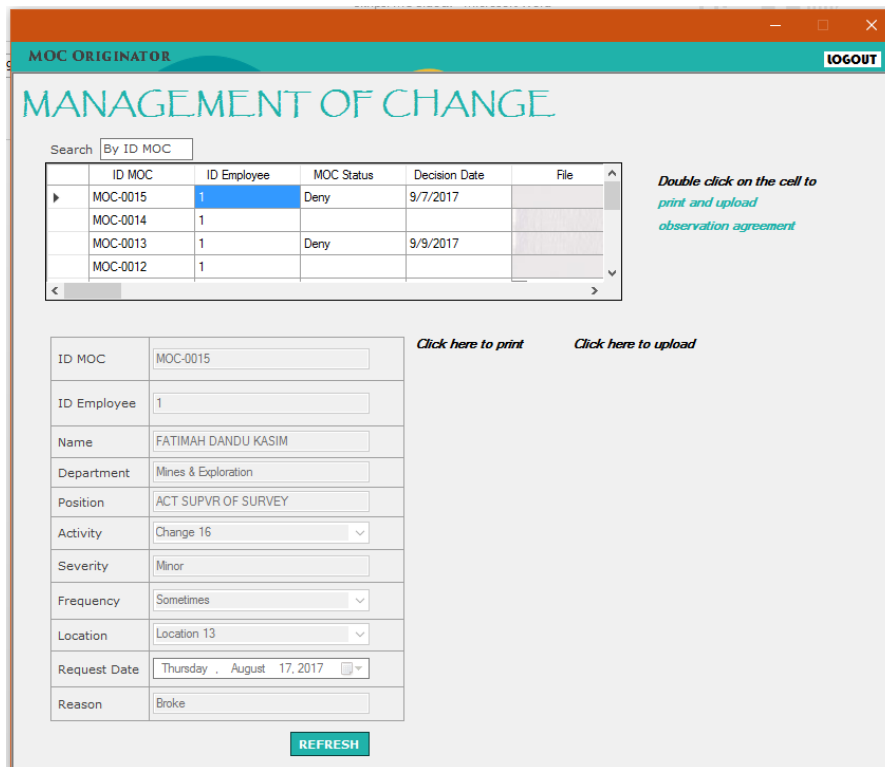 MOC ORIGINATOR
LOGOUT
MANAGEMENT OF CHANGE
Search By ID MOC
ID MOC ID Employee MOC Status Decision Date File
MOC-0015 1 Deny 9/7/2017
MOC-0014 1
MOC-0013 1 Deny 9/9/2017
MOC-0012 1
Double click on the cell to
print and upload
observation agreement
Click here to print Click here to upload
ID MOC MOC-0015
ID Employee 1
Name FATIMAH DANDU KASIM
Department Mines & Exploration
Position ACT SUPVR OF SURVEY
Activity Change 16
Severity Minor
Frequency Sometimes
Location Location 13
Request Date Thursday , August 17, 2017
Reason Broke
REFRESH